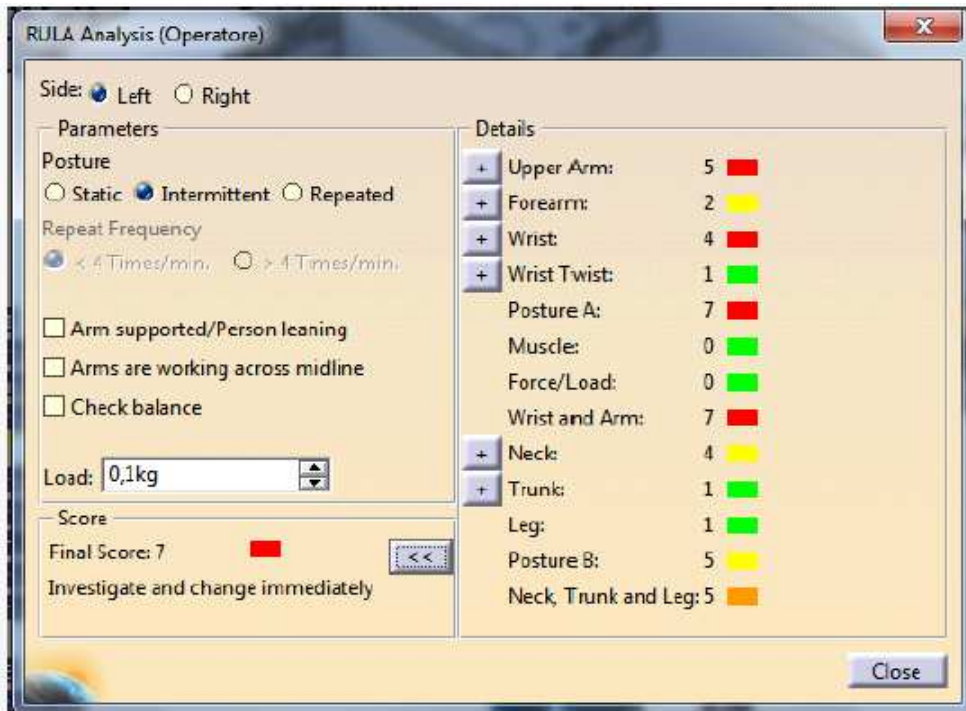 RULA Analysis (Operatore)
Side: Left Right
Parameters
Posture
Static Intermittent Repeated
Repeat Frequency
< 4 Times/min. > 4 Times/min.
Arm supported/Person leaning
Arms are working across midline
Check balance
Load: 0,1kg
Score
Final Score: 7
<<
Investigate and change immediately
Details
+ Upper Arm: 5
+ Forearm: 2
+ Wrist: 4
+ Wrist Twist: 1
Posture A: 7
Muscle: 0
Force/Load: 0
Wrist and Arm: 7
+ Neck: 4
+ Trunk: 1
Leg: 1
Posture B: 5
Neck, Trunk and Leg: 5
Close